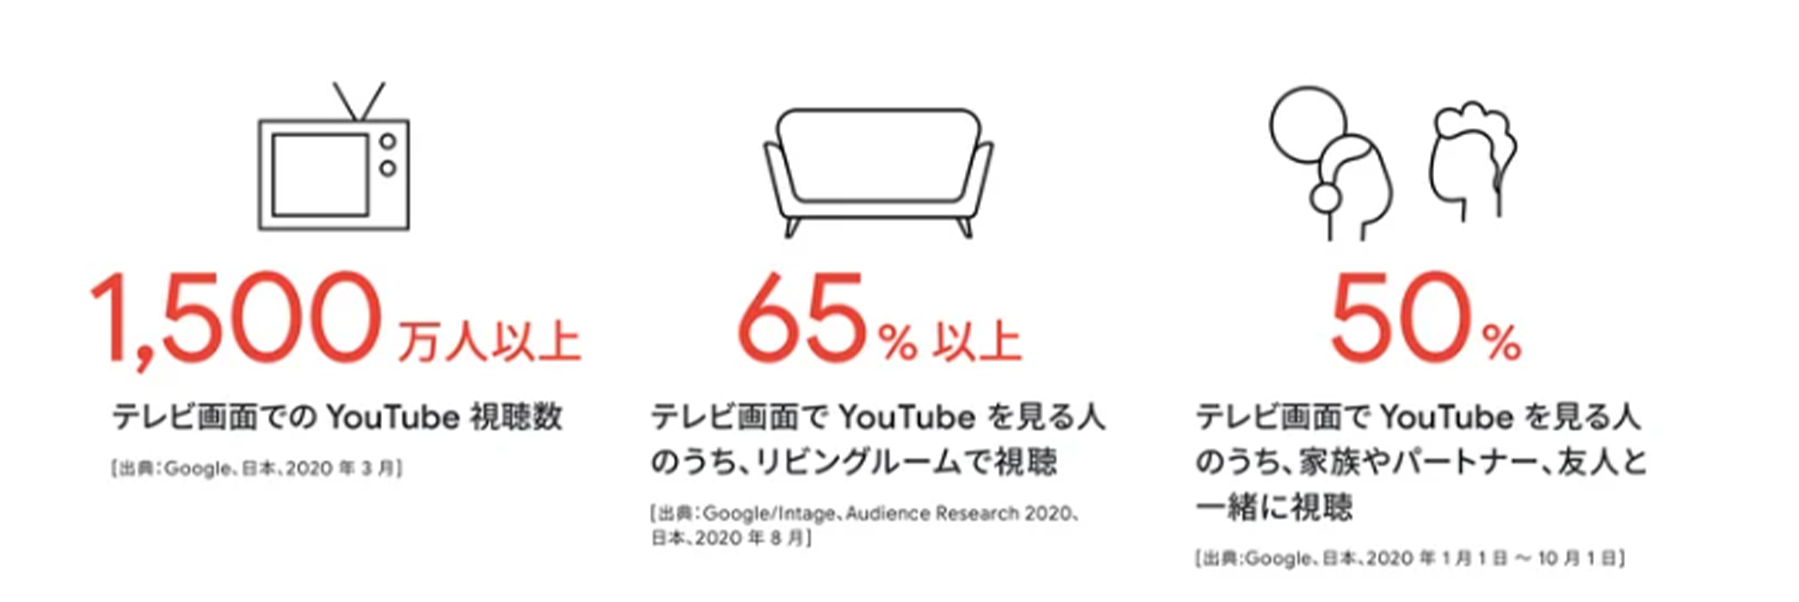 1,500 万人以上
テレビ画面での YouTube 視聴数
[出典：Google、日本、2020 年 3 月]
65% 以上
テレビ画面で YouTube を見る人
のうち、リビングルームで視聴
[出典：Google/Intage、Audience Research 2020、
日本、2020 年 8 月]
50%
テレビ画面で YouTube を見る人
のうち、家族やパートナー、友人と
一緒に視聴
[出典:Google、日本、2020 年 1 月 1 日 〜 10 月 1 日]